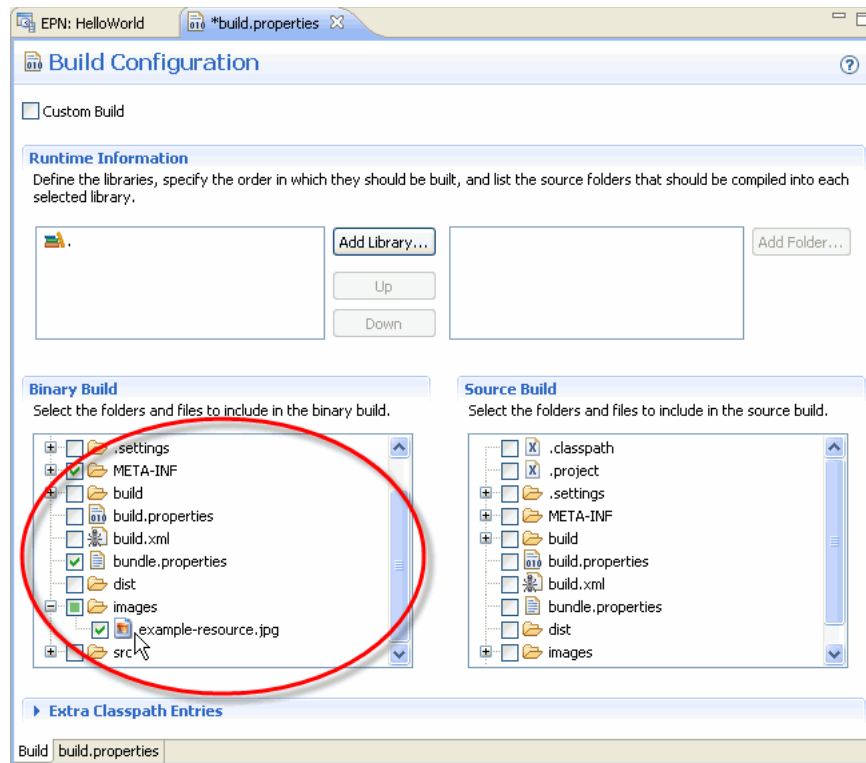 EPN: HelloWorld
*build.properties
Build Configuration
Custom Build
Runtime Information
Define the libraries, specify the order in which they should be built, and list the source folders that should be compiled into each
selected library.
.
Add Library...
Add Folder...
Up
Down
Binary Build
Select the folders and files to include in the binary build.
.settings
META-INF
build
build.properties
build.xml
bundle.properties
dist
images
example-resource.jpg
src
Source Build
Select the folders and files to include in the source build.
.classpath
.project
.settings
META-INF
build
build.properties
build.xml
bundle.properties
dist
images
Extra Classpath Entries
Build
build.properties